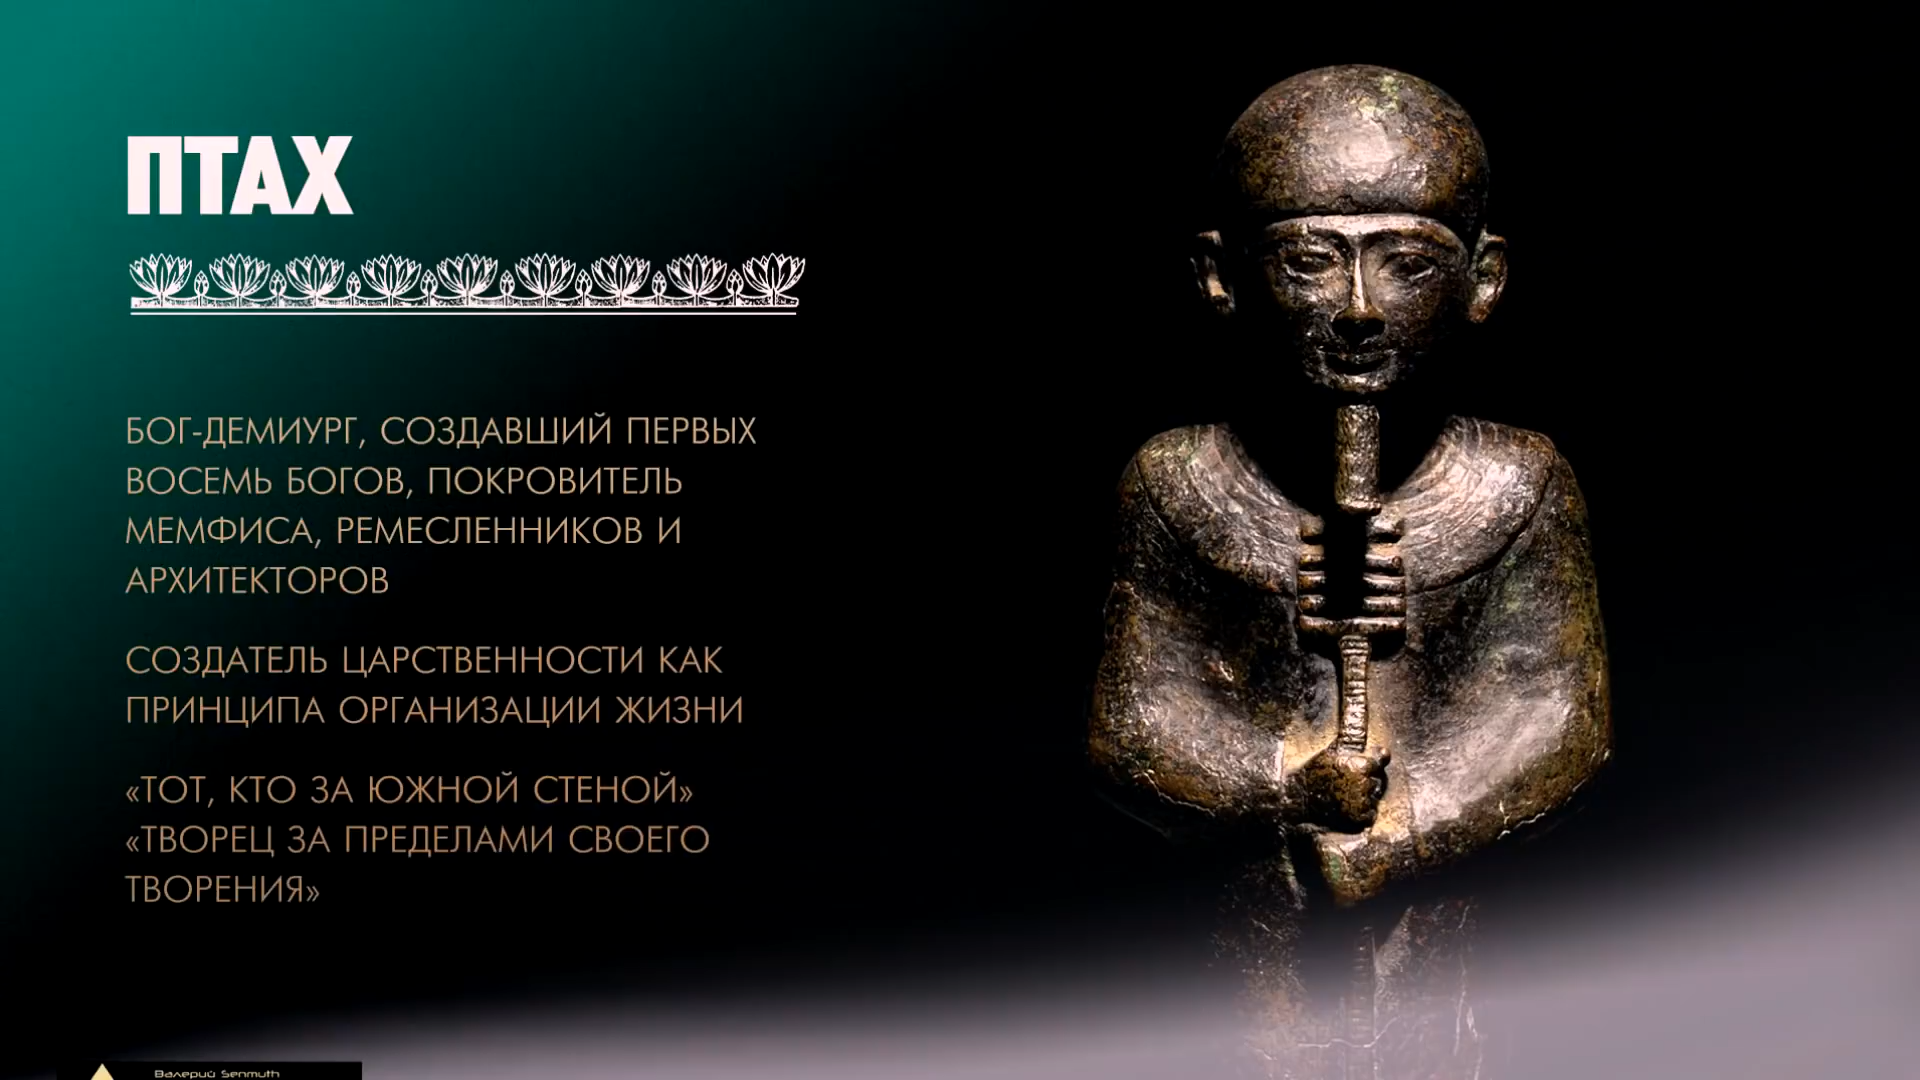 ПТАХ
БОГ-ДЕМИУРГ, СОЗДАВШИЙ ПЕРВЫХ
ВОСЕМЬ БОГОВ, ПОКРОВИТЕЛЬ
МЕМФИСА, РЕМЕСЛЕННИКОВ И
АРХИТЕКТОРОВ
СОЗДАТЕЛЬ ЦАРСТВЕННОСТИ КАК
ПРИНЦИПА ОРГАНИЗАЦИИ ЖИЗНИ
«ТОТ, КТО ЗА ЮЖНОЙ СТЕНОЙ»
«ТВОРЕЦ ЗА ПРЕДЕЛАМИ СВОЕГО
ТВОРЕНИЯ»
Валерий Senmuth